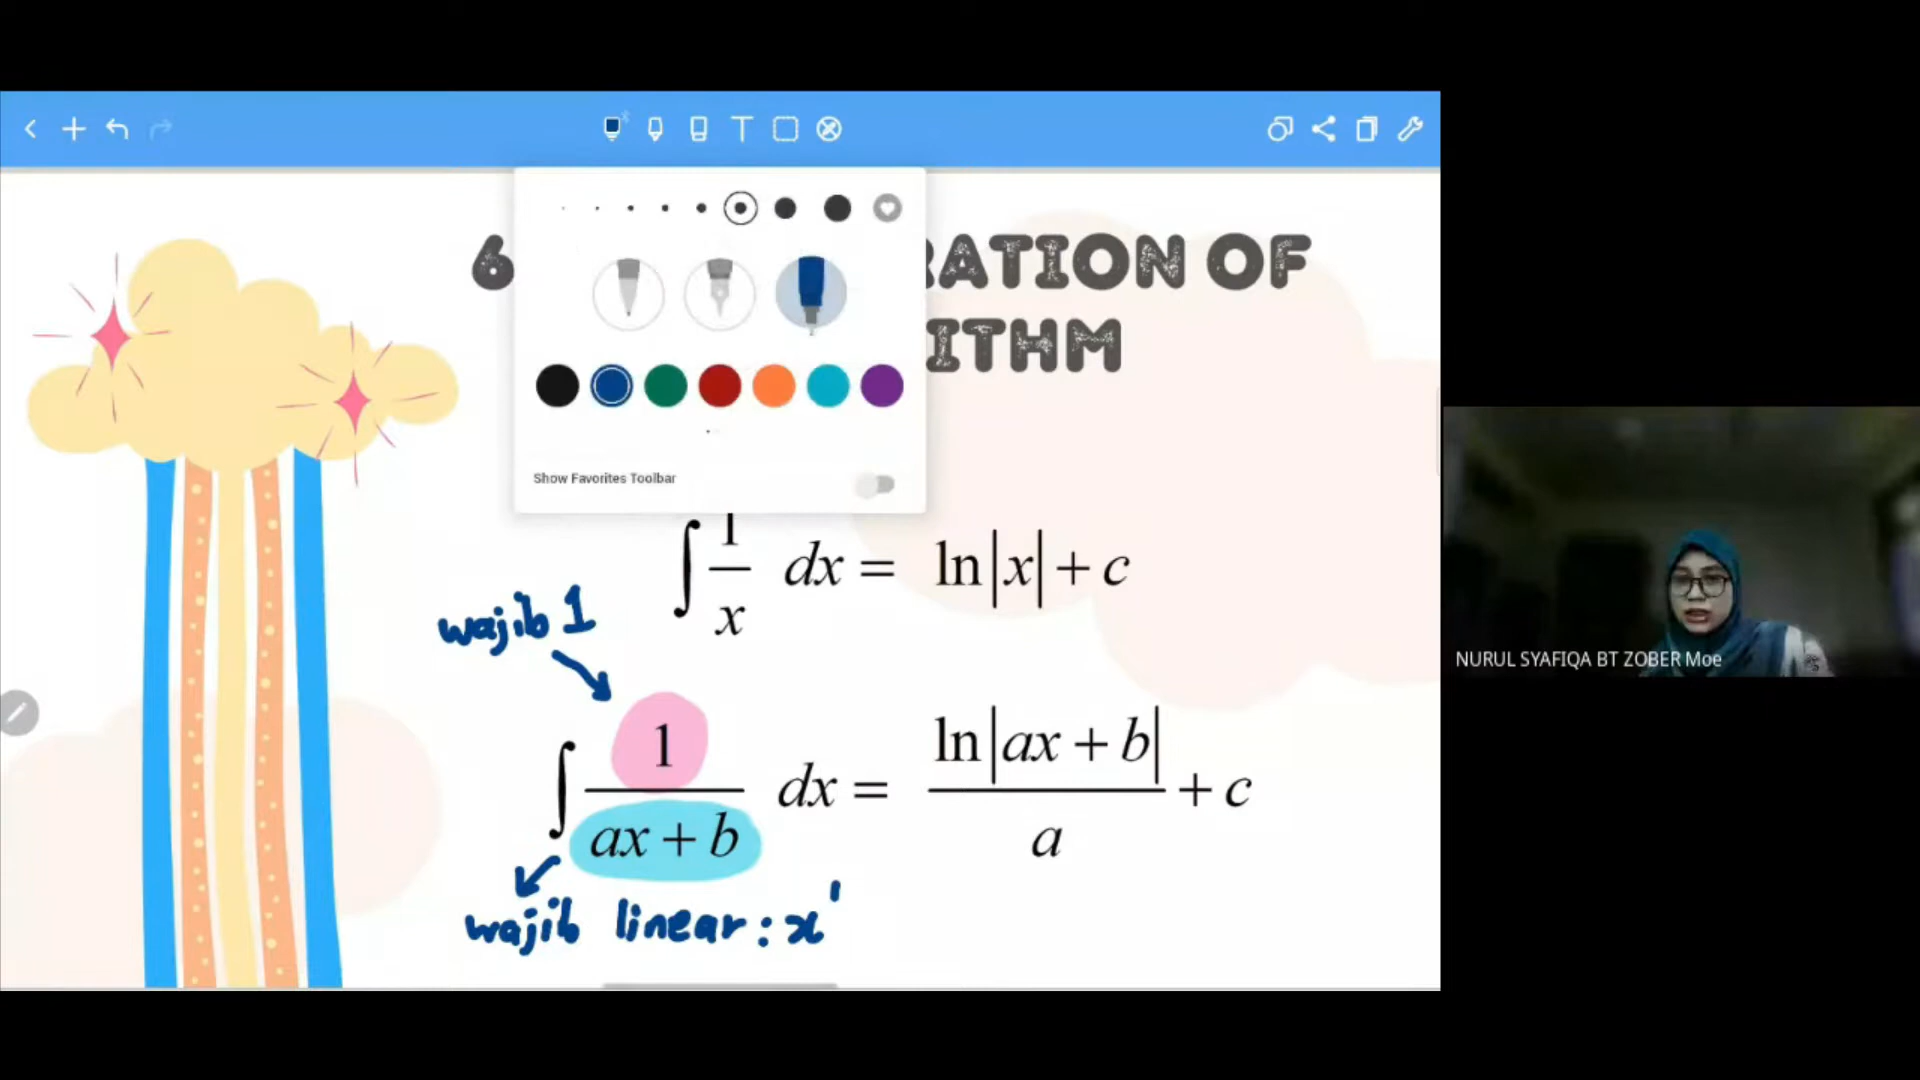 6 RATION OF
ITHM
Show Favorites Toolbar
∫ 1/x dx = ln|x| + c
wajib 1
∫ 1/(ax + b) dx = ln|ax + b|/a + c
wajib linear : x¹
NURUL SYAFIQA BT ZOBER Moe